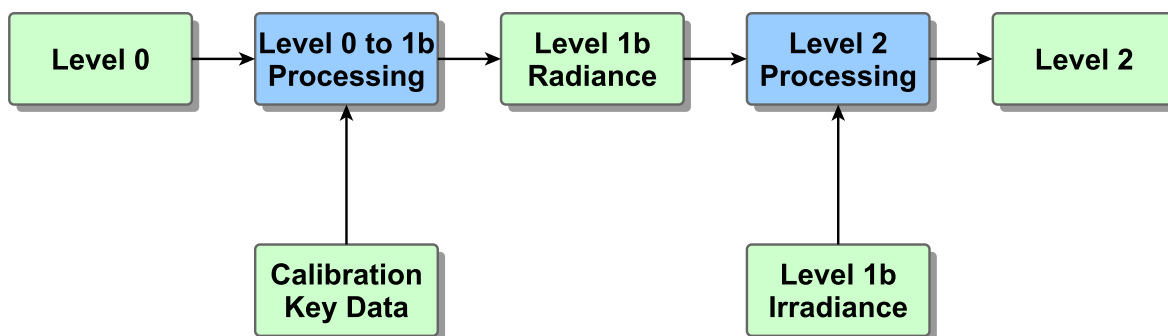 Level 0
Level 0 to 1b
Processing
Level 1b
Radiance
Level 2
Processing
Level 2
Calibration
Key Data
Level 1b
Irradiance